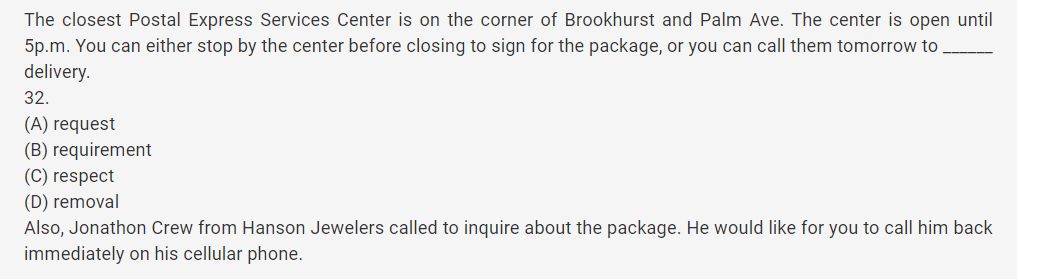 The closest Postal Express Services Center is on the corner of Brookhurst and Palm Ave. The center is open until
5p.m. You can either stop by the center before closing to sign for the package, or you can call them tomorrow to ______
delivery.
32.
(A) request
(B) requirement
(C) respect
(D) removal
Also, Jonathon Crew from Hanson Jewelers called to inquire about the package. He would like for you to call him back
immediately on his cellular phone.